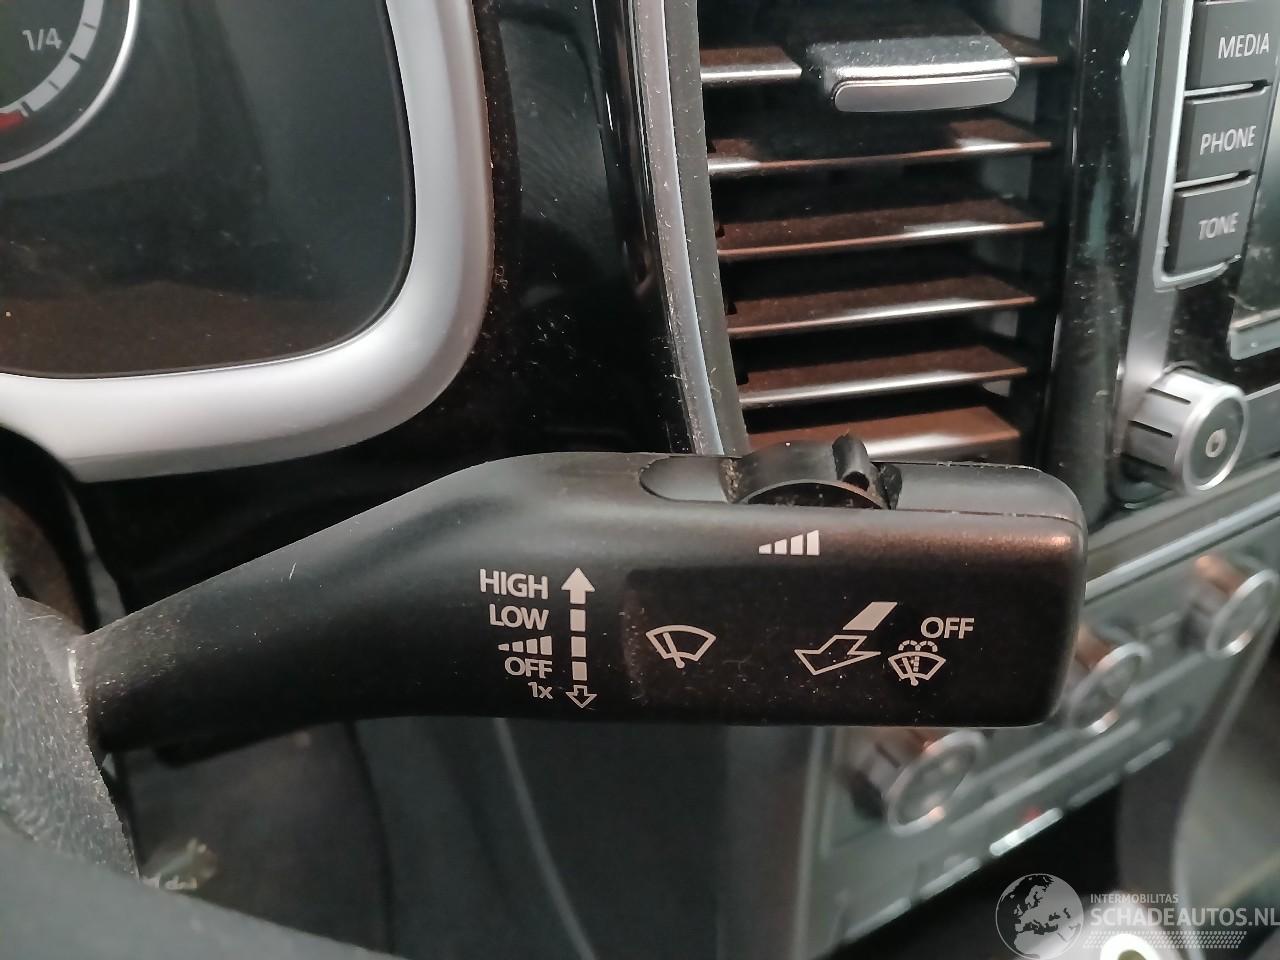 1/4
MEDIA
PHONE
TONE
HIGH
LOW
OFF
1x
OFF
INTERMOBILITAS
SCHADEAUTOS.NL